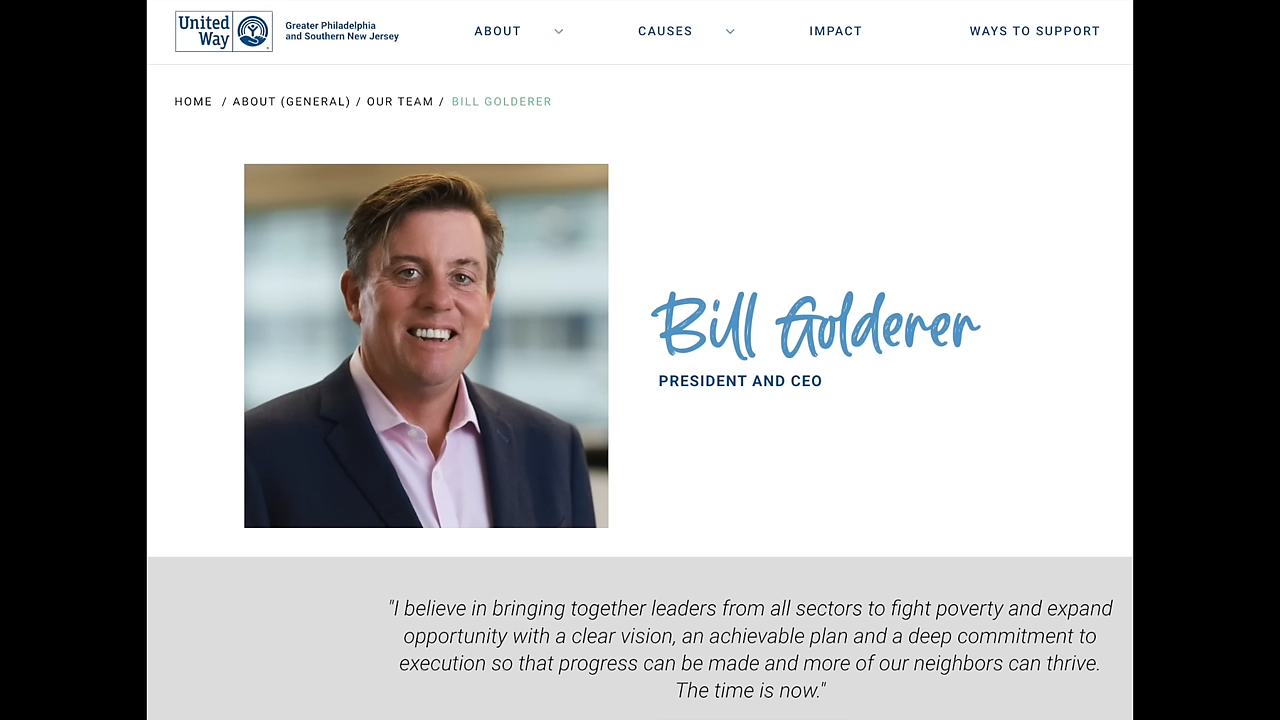 United Way
Greater Philadelphia
and Southern New Jersey
ABOUT
CAUSES
IMPACT
WAYS TO SUPPORT
HOME / ABOUT (GENERAL) / OUR TEAM / BILL GOLDERER
Bill Golderer
PRESIDENT AND CEO
"I believe in bringing together leaders from all sectors to fight poverty and expand
opportunity with a clear vision, an achievable plan and a deep commitment to
execution so that progress can be made and more of our neighbors can thrive.
The time is now."